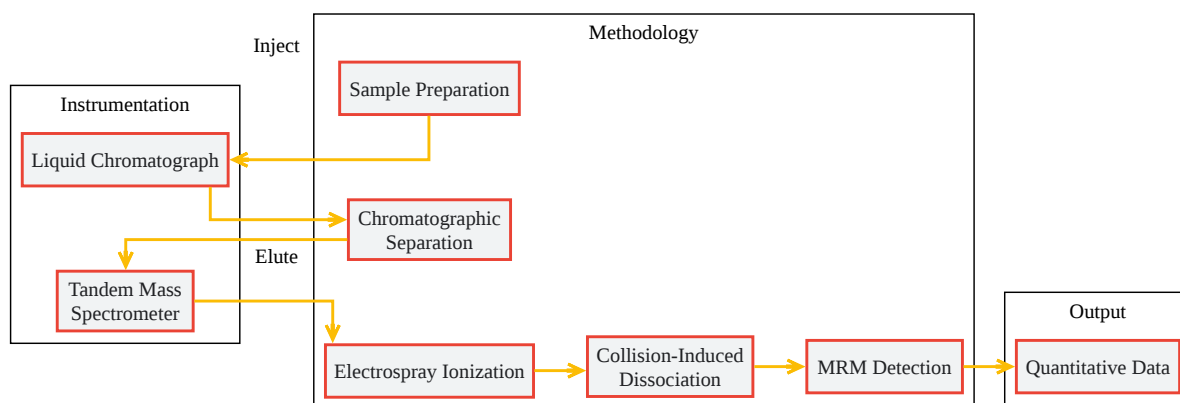 Methodology
Inject
Sample Preparation
Instrumentation
Liquid Chromatograph
Chromatographic
Separation
Elute
Tandem Mass
Spectrometer
Output
Electrospray Ionization
Collision-Induced
Dissociation
MRM Detection
Quantitative Data